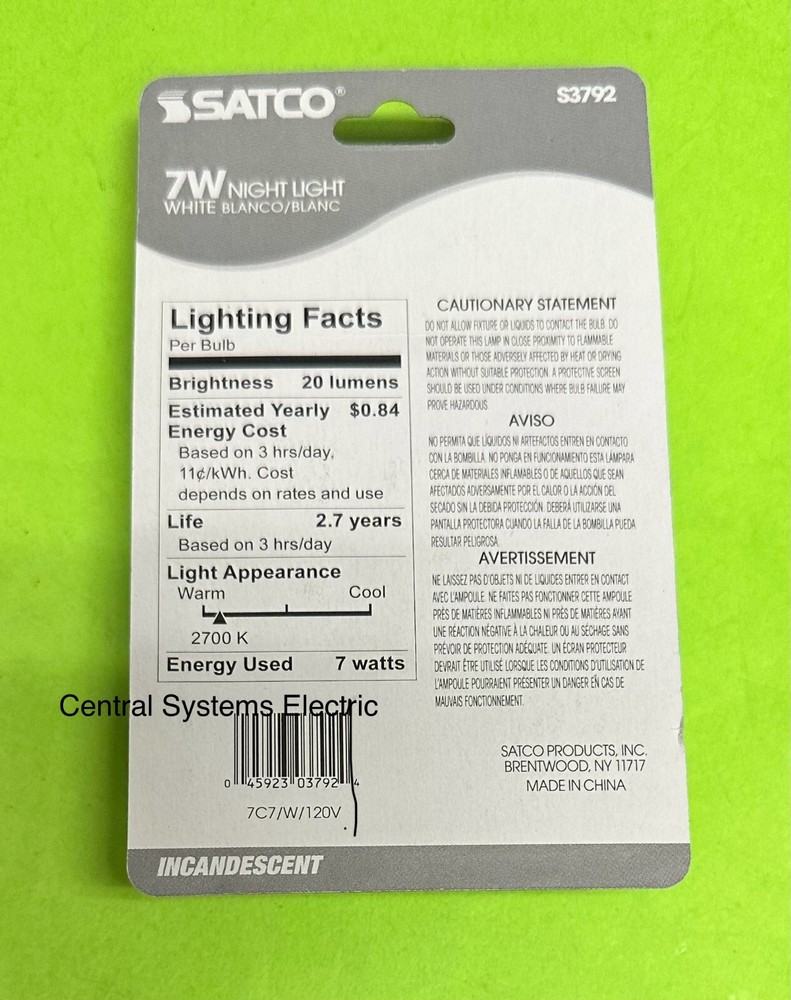 SATCO®
S3792
7W NIGHT LIGHT
WHITE BLANCO/BLANC
Lighting Facts
Per Bulb
Brightness 20 lumens
Estimated Yearly $0.84
Energy Cost
Based on 3 hrs/day,
11¢/kWh. Cost
depends on rates and use
Life 2.7 years
Based on 3 hrs/day
Light Appearance
Warm Cool
2700 K
Energy Used 7 watts
CAUTIONARY STATEMENT
DO NOT ALLOW FIXTURE OR LIQUIDS TO CONTACT THE BULB. DO
NOT OPERATE THIS LAMP IN CLOSE PROXIMITY TO FLAMMABLE
MATERIALS OR THOSE ADVERSELY AFFECTED BY HEAT OR DRYING
ACTION WITHOUT SUITABLE PROTECTION. A PROTECTIVE SCREEN
SHOULD BE USED UNDER CONDITIONS WHERE BULB FAILURE MAY
PROVE HAZARDOUS.
AVISO
NO PERMITA QUE LÍQUIDOS NI ARTEFACTOS ENTREN EN CONTACTO
CON LA BOMBILLA. NO PONGA EN FUNCIONAMIENTO ESTA LÁMPARA
CERCA DE MATERIALES INFLAMABLES O DE AQUELLOS QUE SEAN
AFECTADOS ADVERSAMENTE POR EL CALOR O LA ACCIÓN DEL
SECADO SIN LA DEBIDA PROTECCIÓN. DEBERÁ UTILIZARSE UNA
PANTALLA PROTECTORA CUANDO LA FALLA DE LA BOMBILLA PUEDA
RESULTAR PELIGROSA.
AVERTISSEMENT
NE LAISSEZ PAS D'OBJETS NI DE LIQUIDES ENTRER EN CONTACT
AVEC L'AMPOULE. NE FAITES PAS FONCTIONNER CETTE AMPOULE
PRÈS DE MATIÈRES INFLAMMABLES NI PRÈS DE MATIÈRES AYANT
UNE RÉACTION NÉGATIVE À LA CHALEUR OU AU SÉCHAGE SANS
PRÉVOIR DE PROTECTION ADÉQUATE. UN ÉCRAN PROTECTEUR
DEVRAIT ÊTRE UTILISÉ LORSQUE LES CONDITIONS D'UTILISATION DE
L'AMPOULE POURRAIENT PRÉSENTER UN DANGER EN CAS DE
MAUVAIS FONCTIONNEMENT.
Central Systems Electric
0 45923 03792 4
7C7/W/120V
SATCO PRODUCTS, INC.
BRENTWOOD, NY 11717
MADE IN CHINA
INCANDESCENT